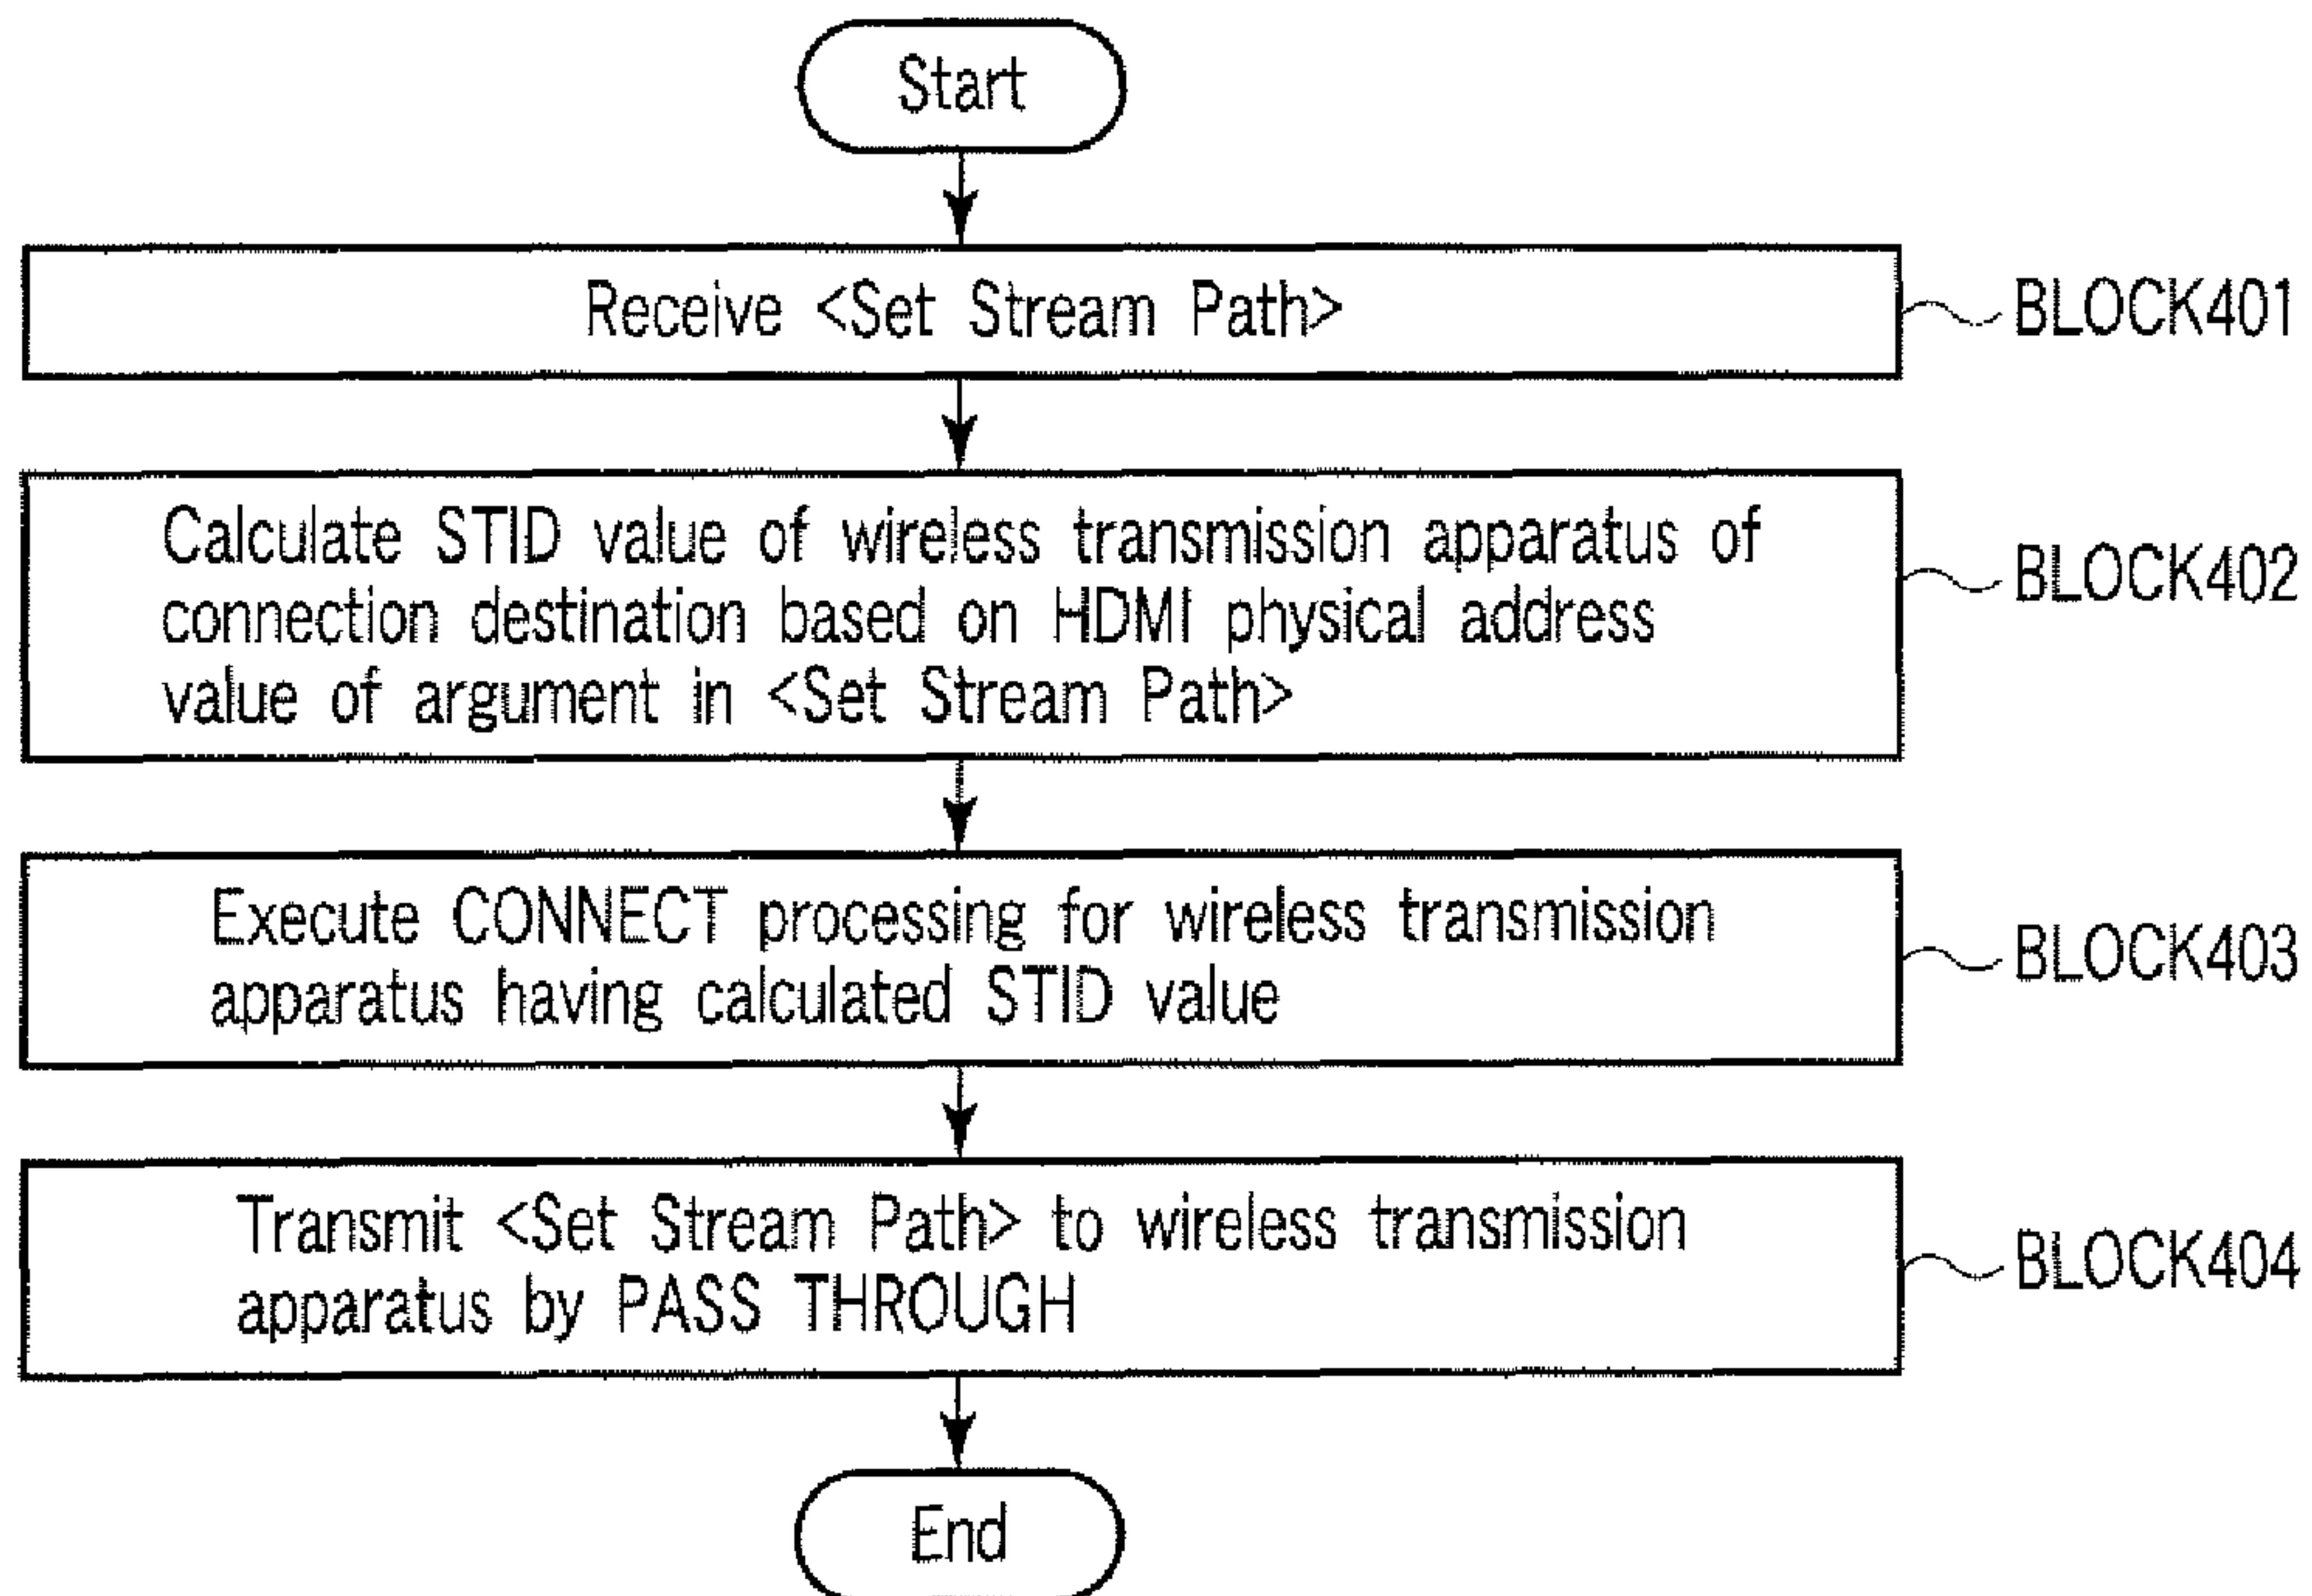 Start
Receive <Set Stream Path>
BLOCK401
Calculate STID value of wireless transmission apparatus of
connection destination based on HDMI physical address
value of argument in <Set Stream Path>
BLOCK402
Execute CONNECT processing for wireless transmission
apparatus having calculated STID value
BLOCK403
Transmit <Set Stream Path> to wireless transmission
apparatus by PASS THROUGH
BLOCK404
End